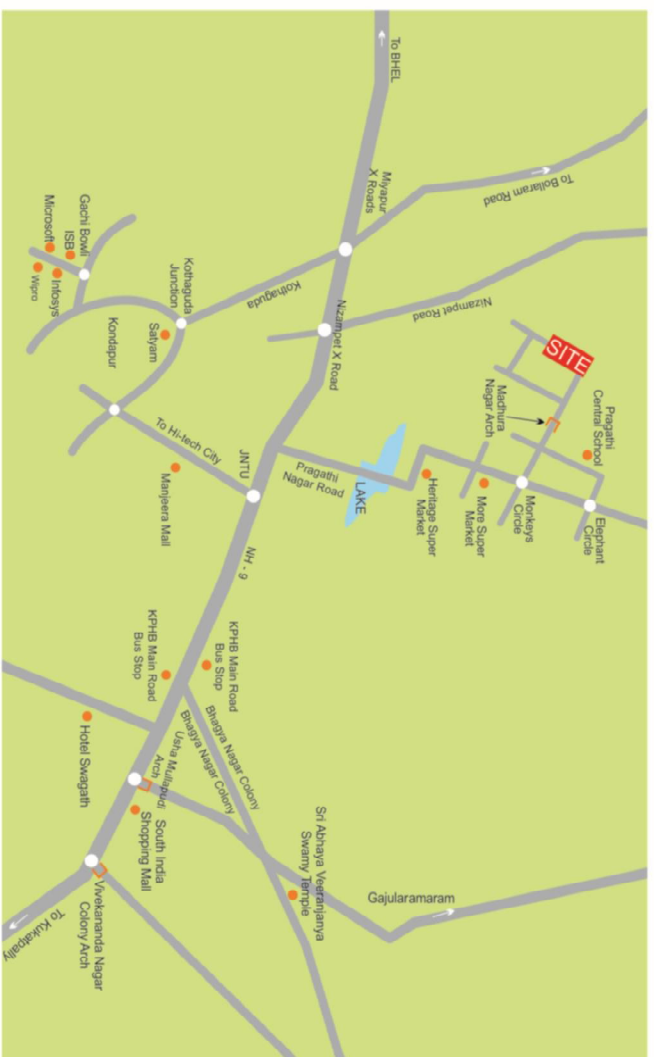 To BHEL
Miyapur
X Roads
To Bollaram Road
Nizampet Road
Nizampet X Road
Kothaguda
Kothaguda
Junction
Gachi Bowli
ISB
Microsoft
Infosys
Wipro
Satyam
Kondapur
To Hi-tech City
Manjeera Mall
JNTU
Pragathi
Nagar Road
LAKE
SITE
Madhura
Nagar Arch
Pragathi
Central School
Heritage Super
Market
More Super
Market
Monkeys
Circle
Elephant
Circle
NH - 9
KPHB Main Road
Bus Stop
KPHB Main Road
Bus Stop
Bhagya Nagar Colony
Bhagya Nagar Colony
Usha Mullapudi
Arch
Hotel Swagath
South India
Shopping Mall
Sri Abhaya Veeranjanya
Swamy Temple
Gajularamaram
Vivekananda Nagar
Colony Arch
To Kukatpally